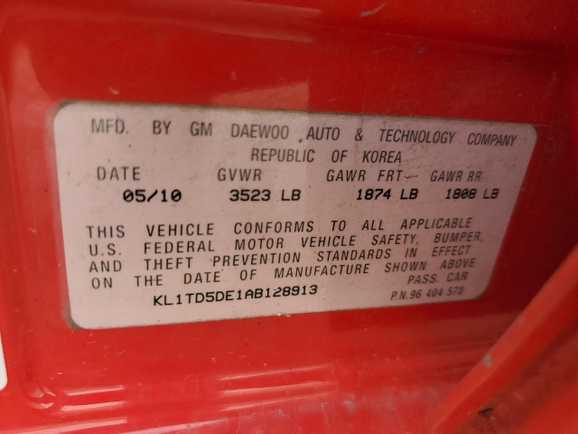 MFD. BY GM DAEWOO AUTO & TECHNOLOGY COMPANY
REPUBLIC OF KOREA
DATE GVWR GAWR FRT GAWR RR
05/10 3523 LB 1874 LB 1808 LB
THIS VEHICLE CONFORMS TO ALL APPLICABLE
U.S. FEDERAL MOTOR VEHICLE SAFETY, BUMPER,
AND THEFT PREVENTION STANDARDS IN EFFECT
ON THE DATE OF MANUFACTURE SHOWN ABOVE
PASS. CAR
KL1TD5DE1AB128913
P.N. 96 404 570